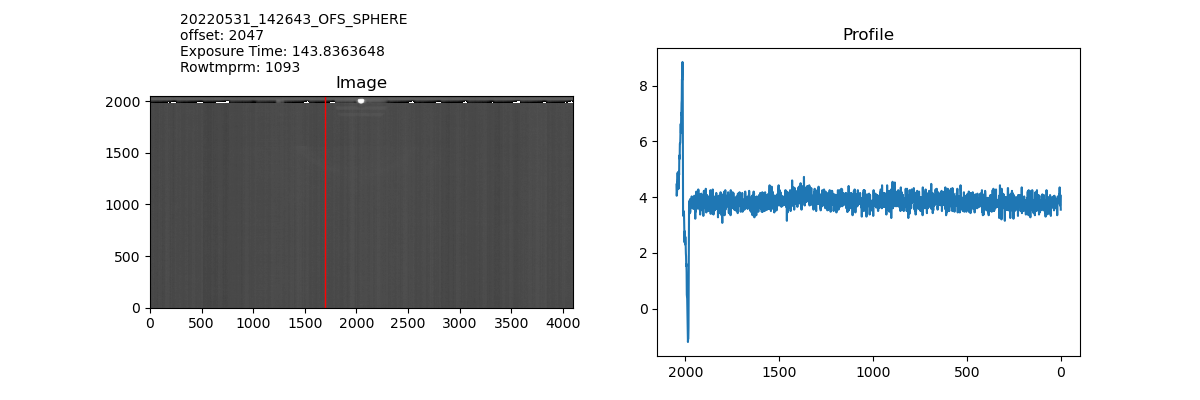 20220531_142643_OFS_SPHERE
offset: 2047
Exposure Time: 143.8363648
Rowtmprm: 1093
Image
2000
1500
1000
500
0
0 500 1000 1500 2000 2500 3000 3500 4000
Profile
8
6
4
2
0
2000 1500 1000 500 0